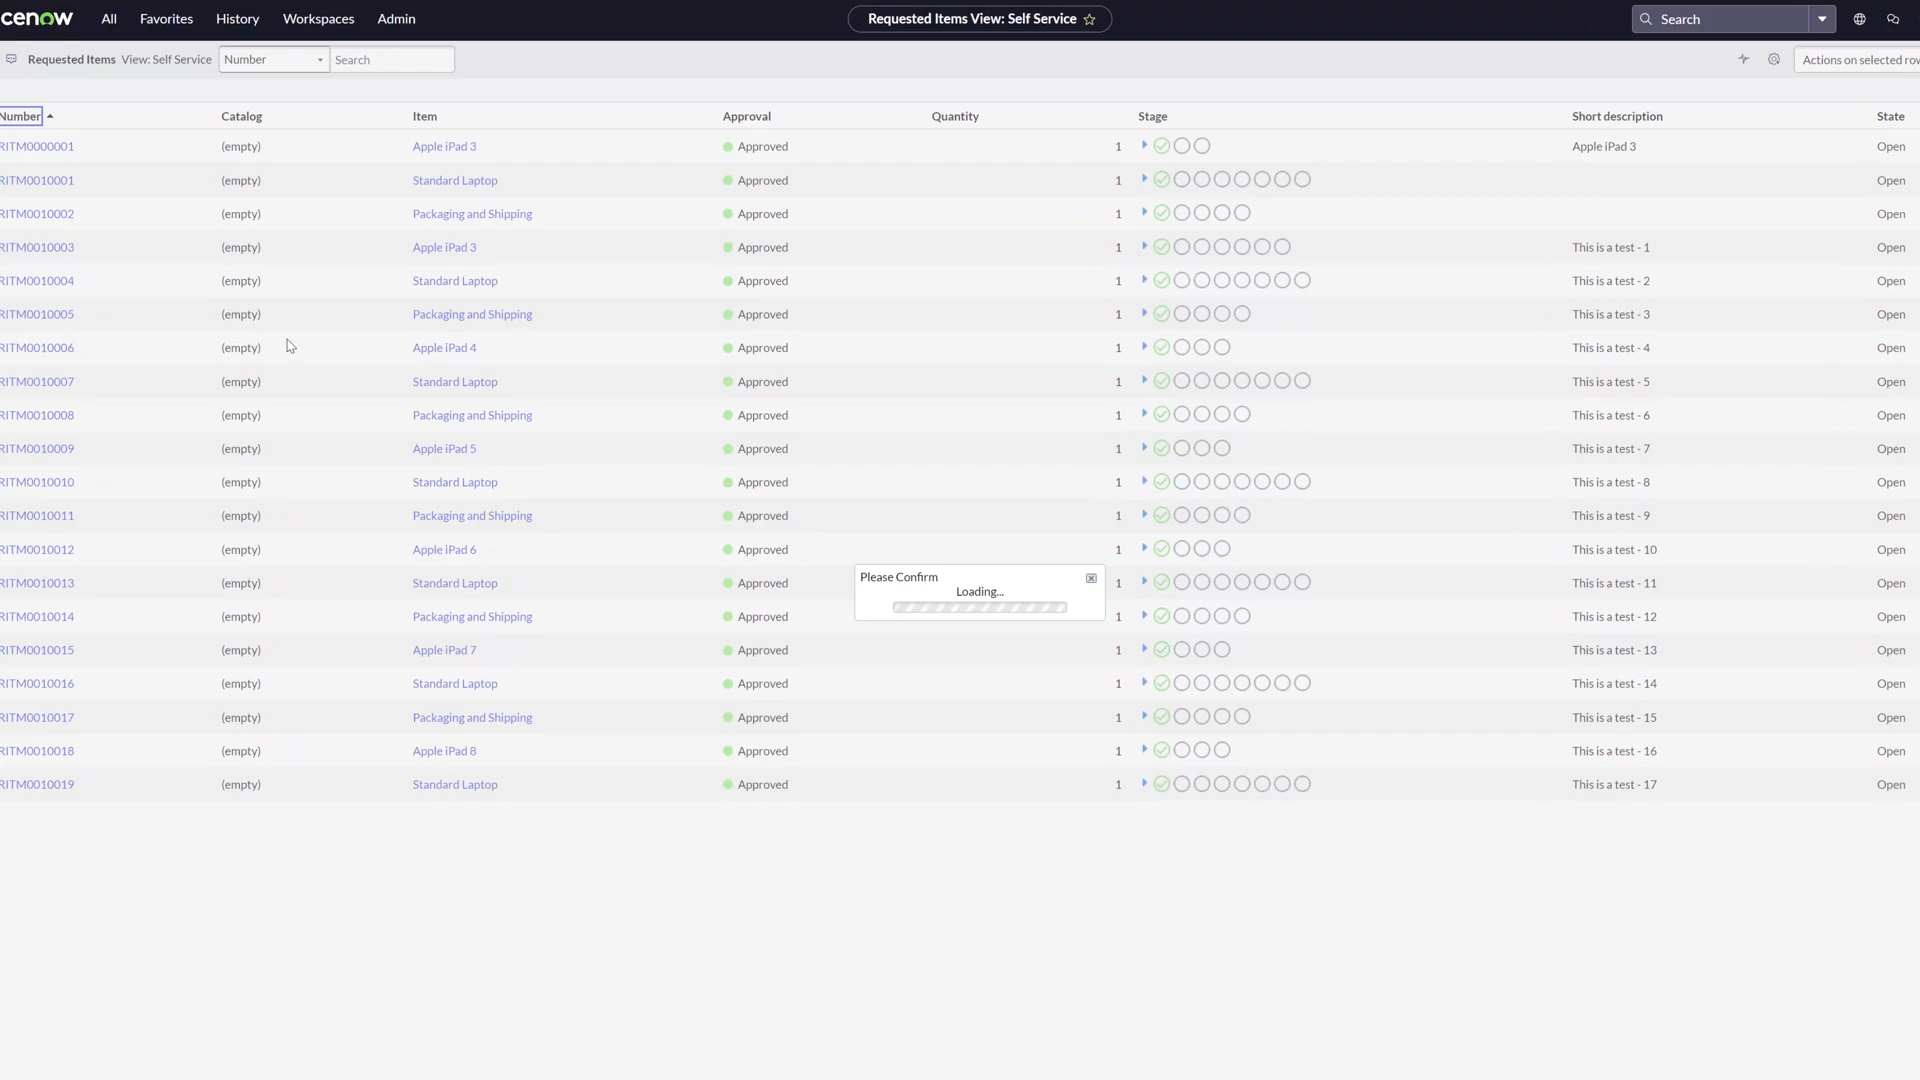 cenow All Favorites History Workspaces Admin Requested Items View: Self Service Search
Requested Items View: Self Service Number Search Actions on selected row
Number Catalog Item Approval Quantity Stage Short description State
RITM0000001 (empty) Apple iPad 3 Approved 1 Apple iPad 3 Open
RITM0010001 (empty) Standard Laptop Approved 1 Open
RITM0010002 (empty) Packaging and Shipping Approved 1 Open
RITM0010003 (empty) Apple iPad 3 Approved 1 This is a test - 1 Open
RITM0010004 (empty) Standard Laptop Approved 1 This is a test - 2 Open
RITM0010005 (empty) Packaging and Shipping Approved 1 This is a test - 3 Open
RITM0010006 (empty) Apple iPad 4 Approved 1 This is a test - 4 Open
RITM0010007 (empty) Standard Laptop Approved 1 This is a test - 5 Open
RITM0010008 (empty) Packaging and Shipping Approved 1 This is a test - 6 Open
RITM0010009 (empty) Apple iPad 5 Approved 1 This is a test - 7 Open
RITM0010010 (empty) Standard Laptop Approved 1 This is a test - 8 Open
RITM0010011 (empty) Packaging and Shipping Approved 1 This is a test - 9 Open
RITM0010012 (empty) Apple iPad 6 Approved 1 This is a test - 10 Open
Please Confirm
Loading...
RITM0010013 (empty) Standard Laptop Approved 1 This is a test - 11 Open
RITM0010014 (empty) Packaging and Shipping Approved 1 This is a test - 12 Open
RITM0010015 (empty) Apple iPad 7 Approved 1 This is a test - 13 Open
RITM0010016 (empty) Standard Laptop Approved 1 This is a test - 14 Open
RITM0010017 (empty) Packaging and Shipping Approved 1 This is a test - 15 Open
RITM0010018 (empty) Apple iPad 8 Approved 1 This is a test - 16 Open
RITM0010019 (empty) Standard Laptop Approved 1 This is a test - 17 Open